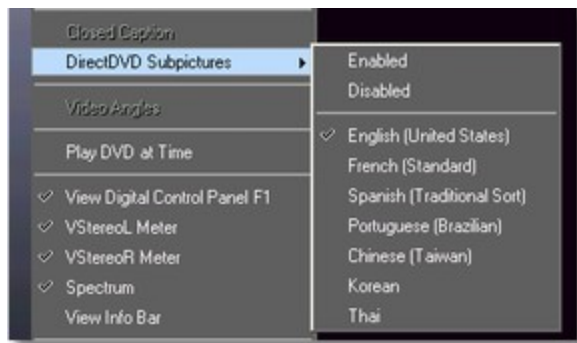 Closed Caption
DirectDVD Subpictures
Video Angles
Play DVD at Time
View Digital Control Panel F1
VStereoL Meter
VStereoR Meter
Spectrum
View Info Bar
Enabled
Disabled
English (United States)
French (Standard)
Spanish (Traditional Sort)
Portuguese (Brazilian)
Chinese (Taiwan)
Korean
Thai